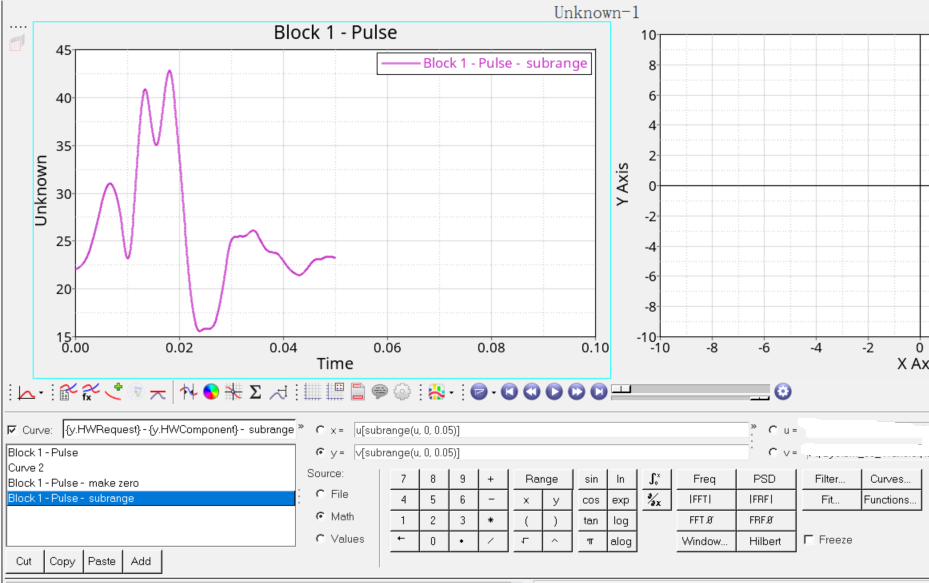 Unknown-1
Block 1 - Pulse
Block 1 - Pulse - subrange
45
40
35
30
25
20
15
Unknown
0.00 0.02 0.04 0.06 0.08 0.10
Time
10
8
6
4
2
0
-2
-4
-6
-8
-10
Y Axis
-10 -8 -6 -4 -2 0
X Ax
Curve: {y.HWRequest}-{y.HWComponent}- subrange »
x = u[subrange(u, 0, 0.05)] »
u =
y = v[subrange(u, 0, 0.05)]
v =
Block 1 - Pulse
Curve 2
Block 1 - Pulse - make zero
Block 1 - Pulse - subrange
Source:
File
Math
Values
7 8 9 + Range sin ln Freq PSD Filter... Curves...
4 5 6 - x y cos exp |FFT| |FRF| Fit... Functions...
1 2 3 * ( ) tan log FFT Ø FRF Ø
← 0 • / √ ^ π alog Window... Hilbert Freeze
Cut Copy Paste Add